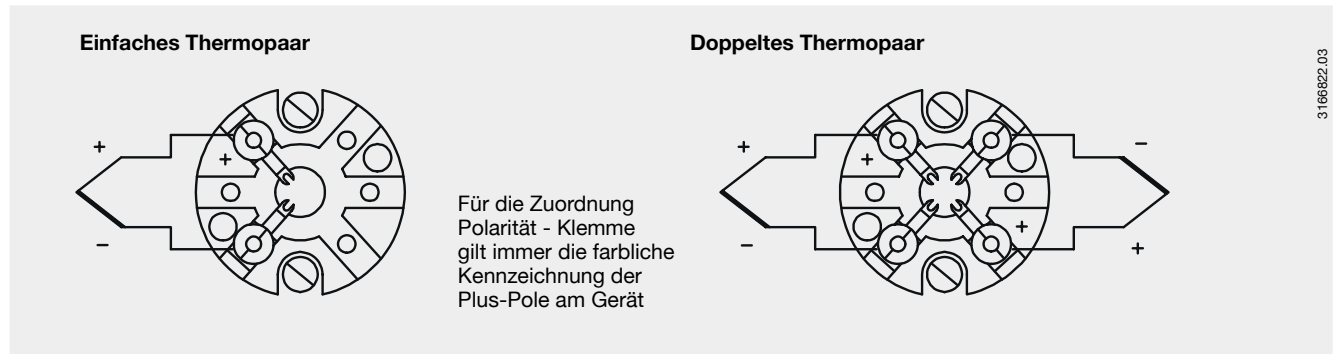 Einfaches Thermopaar
+
+
−
Für die Zuordnung
Polarität - Klemme
gilt immer die farbliche
Kennzeichnung der
Plus-Pole am Gerät
Doppeltes Thermopaar
+
+
−
−
+
+
3166822.03